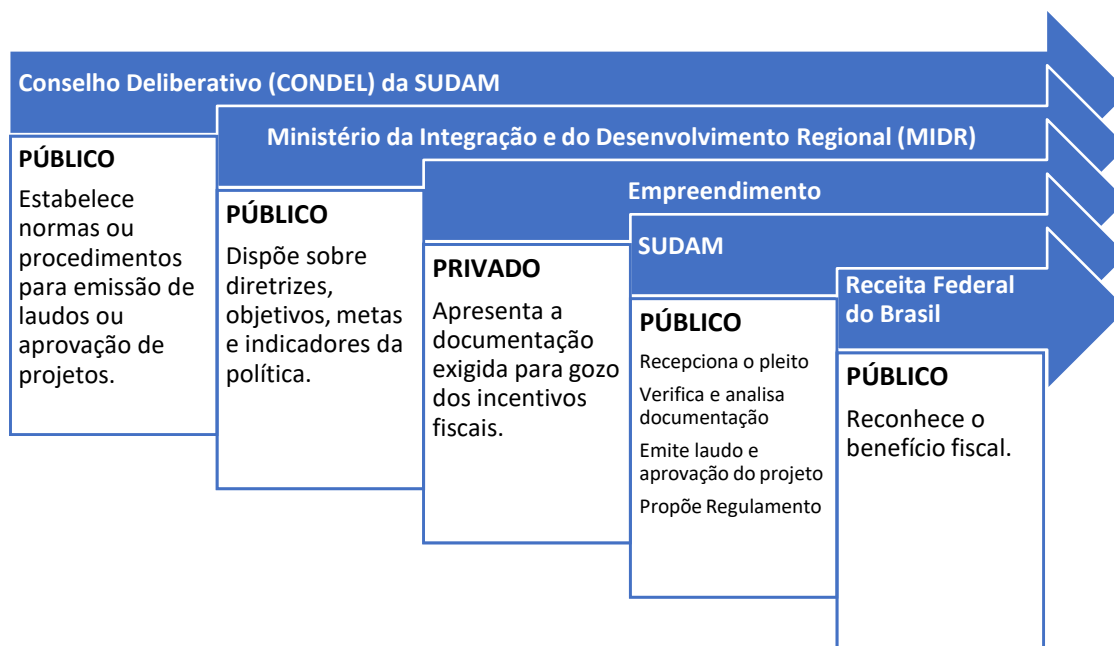 Conselho Deliberativo (CONDEL) da SUDAM
PÚBLICO
Estabelece
normas ou
procedimentos
para emissão de
laudos ou
aprovação de
projetos.
Ministério da Integração e do Desenvolvimento Regional (MIDR)
PÚBLICO
Dispõe sobre
diretrizes,
objetivos, metas
e indicadores da
política.
Empreendimento
PRIVADO
Apresenta a
documentação
exigida para gozo
dos incentivos
fiscais.
SUDAM
PÚBLICO
Recepciona o pleito
Verifica e analisa
documentação
Emite laudo e
aprovação do projeto
Propõe Regulamento
Receita Federal
do Brasil
PÚBLICO
Reconhece o
benefício fiscal.